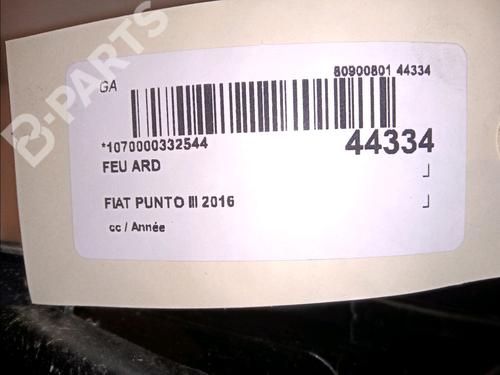 B-PARTS
GA
80900801 44334
*1070000332544
44334
FEU ARD
FIAT PUNTO III 2016
cc / Année